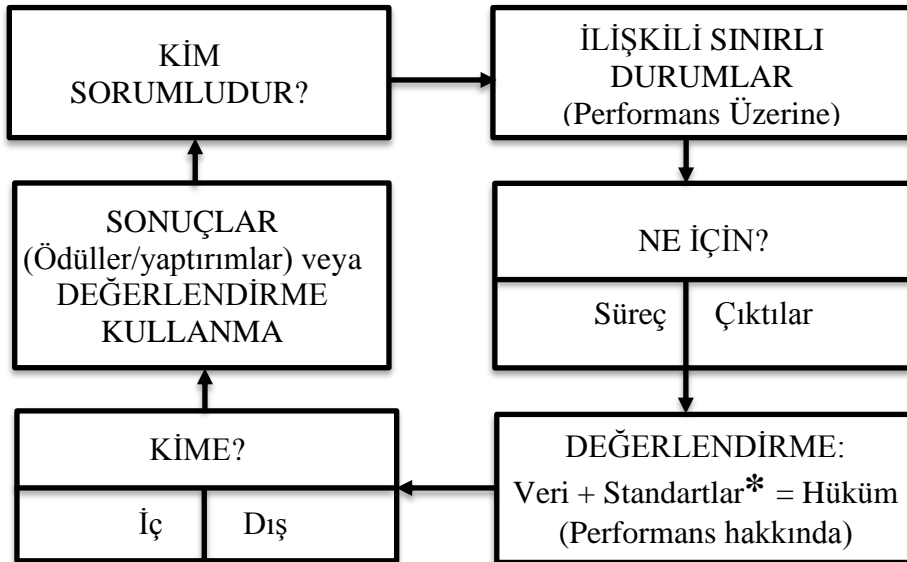 KİM
SORUMLUDUR?
İLİŞKİLİ SINIRLI
DURUMLAR
(Performans Üzerine)
NE İÇİN?
Süreç
Çıktılar
DEĞERLENDİRME:
Veri + Standartlar* = Hüküm
(Performans hakkında)
KİME?
İç
Dış
SONUÇLAR
(Ödüller/yaptırımlar) veya
DEĞERLENDİRME
KULLANMA